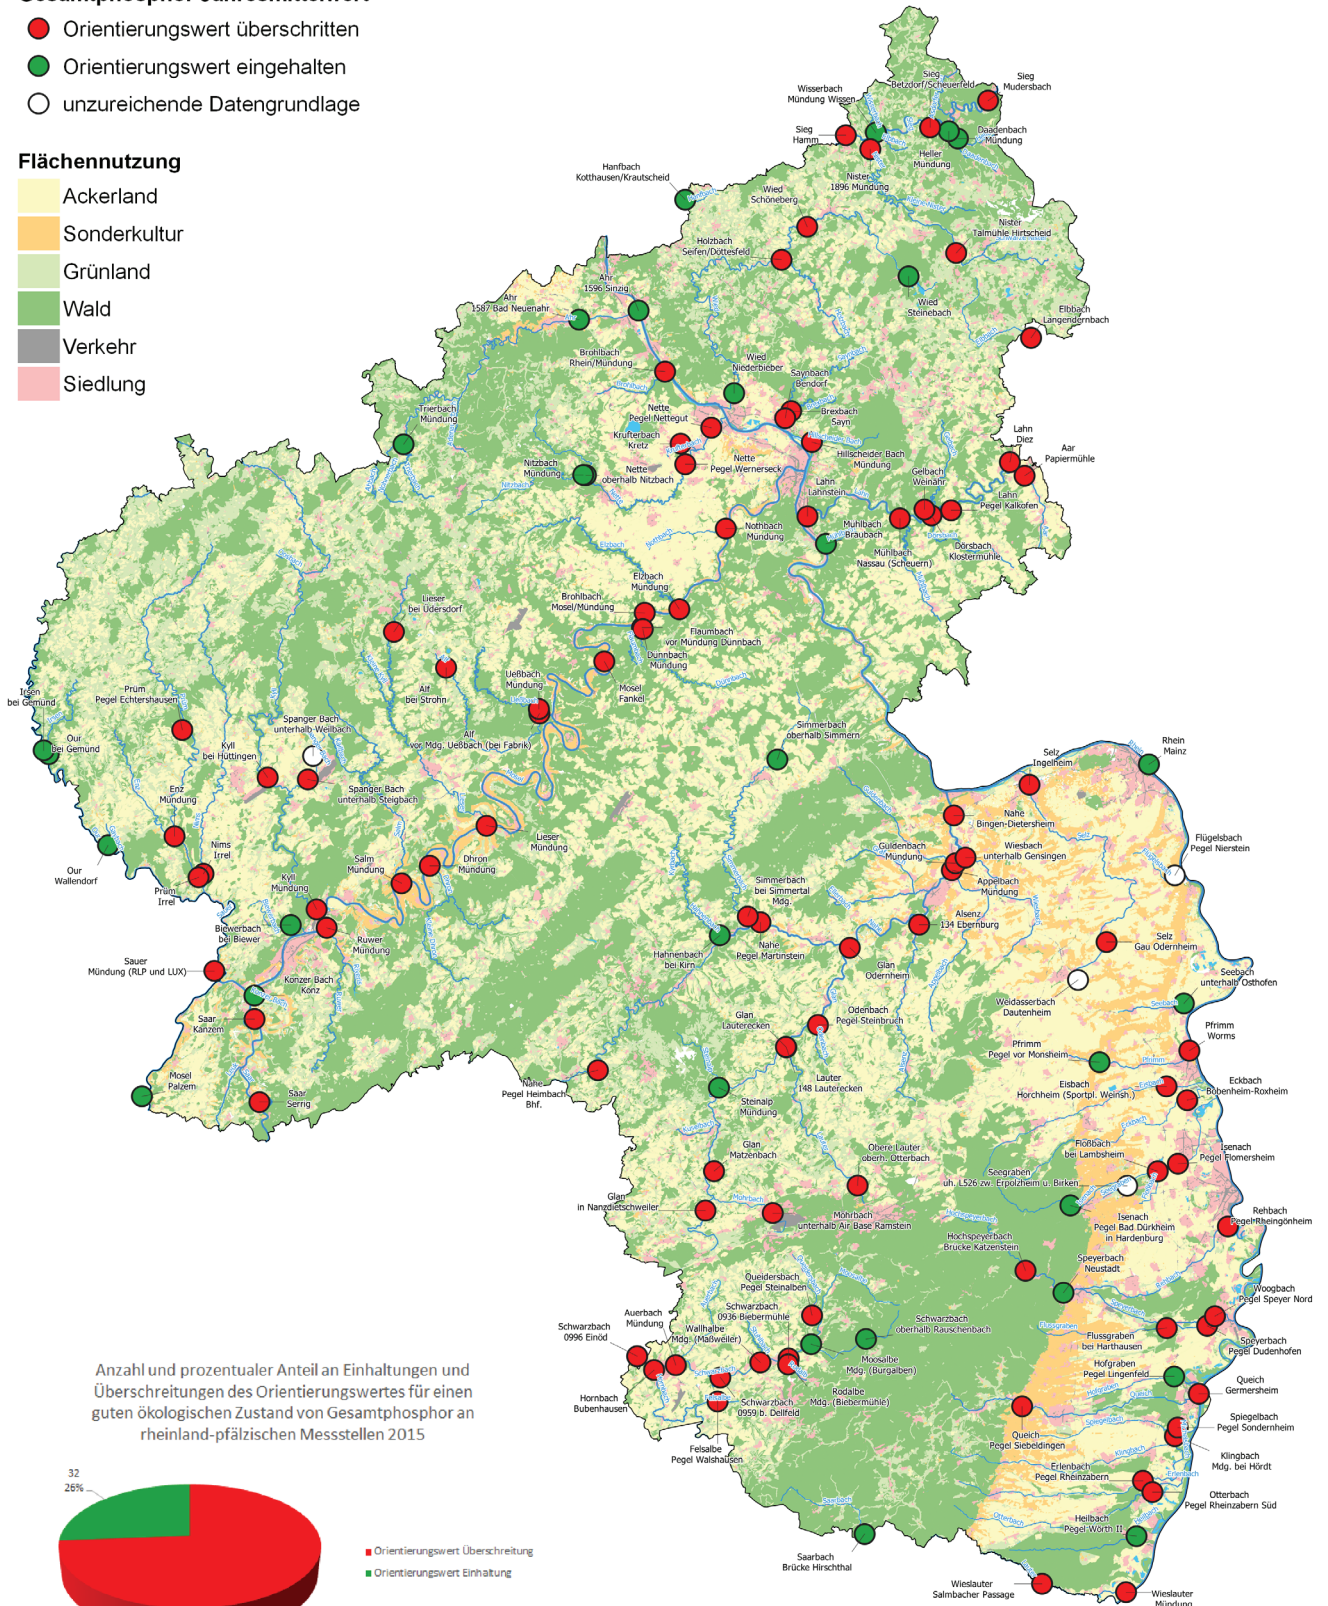 Gesamtphosphor Jahresmittelwert
Orientierungswert überschritten
Orientierungswert eingehalten
unzureichende Datengrundlage
Flächennutzung
Ackerland
Sonderkultur
Grünland
Wald
Verkehr
Siedlung
Sieg
Mudersbach
Sieg
Betzdorf/Scheuerfeld
Wisserbach
Mündung Wissen
Sieg
Hamm
Daadenbach
Mündung
Heller
Mündung
Nister
1896 Mündung
Hanfbach
Kotthausen/Krautscheid
Wied
Schöneberg
Nister
Talmühle Hirtscheid
Holzbach
Seifen/Döttesfeld
Wied
Steinebach
Elbbach
Langendernbach
Ahr
1596 Sinzig
Ahr
1587 Bad Neuenahr
Brohlbach
Rhein/Mündung
Wied
Niederbieber
Saynbach
Bendorf
Brexbach
Sayn
Trierbach
Mündung
Nette
Pegel Nettegut
Krufterbach
Kretz
Nette
Pegel Wernerseck
Hillscheider Bach
Mündung
Lahn
Diez
Aar
Papiermühle
Nitzbach
Mündung
Nette
oberhalb Nitzbach
Gelbach
Weinähr
Lahn
Lahnstein
Lahn
Pegel Kalkofen
Nothbach
Mündung
Mühlbach
Braubach
Mühlbach
Nassau (Scheuern)
Dörsbach
Klostermühle
Elzbach
Mündung
Brohlbach
Mosel/Mündung
Flaumbach
vor Mündung Dünnbach
Dünnbach
Mündung
Lieser
bei Üdersdorf
Alf
bei Strohn
Ueßbach
Mündung
Mosel
Fankel
Alf
vor Mdg. Ueßbach (bei Fabrik)
Irsen
bei Gemünd
Our
bei Gemünd
Prüm
Pegel Echtershausen
Spanger Bach
unterhalb Weilbach
Kyll
bei Hüttingen
Spanger Bach
unterhalb Steigbach
Enz
Mündung
Nims
Irrel
Prüm
Irrel
Our
Wallendorf
Salm
Mündung
Dhron
Mündung
Lieser
Mündung
Kyll
Mündung
Biewerbach
bei Biewer
Ruwer
Mündung
Sauer
Mündung (RLP und LUX)
Konzer Bach
Konz
Saar
Kanzem
Mosel
Palzem
Saar
Serrig
Simmerbach
oberhalb Simmern
Selz
Ingelheim
Rhein
Mainz
Nahe
Bingen-Dietersheim
Guldenbach
Mündung
Wiesbach
unterhalb Gensingen
Appelbach
Mündung
Flügelsbach
Pegel Nierstein
Simmerbach
bei Simmertal
Mdg.
Nahe
Pegel Martinstein
Hahnenbach
bei Kirn
Alsenz
134 Ebernburg
Glan
Odernheim
Selz
Gau Odernheim
Weidasserbach
Dautenheim
Seebach
unterhalb Osthofen
Odenbach
Pegel Steinbruch
Glan
Lauterecken
Lauter
148 Lauterecken
Pfrimm
Worms
Pfrimm
Pegel vor Monsheim
Nahe
Pegel Heimbach
Bhf.
Steinalp
Mündung
Eisbach
Horchheim (Sportpl. Weinsh.)
Eckbach
Bobenheim-Roxheim
Glan
Matzenbach
Obere Lauter
oberh. Otterbach
Floßbach
bei Lambsheim
Isenach
Pegel Flomersheim
Seegraben
uh. L526 zw. Erpolzheim u. Birken.
Glan
in Nanzdietschweiler
Mohrbach
unterhalb Air Base Ramstein
Isenach
Pegel Bad Dürkheim
in Hardenburg
Rehbach
Pegel Rheingönheim
Hochspeyerbach
Brücke Katzenstein
Speyerbach
Neustadt
Queidersbach
Pegel Steinalben
Woogbach
Pegel Speyer Nord
Auerbach
Mündung
Schwarzbach
0996 Einöd
Wallhalbe
Mdg. (Maßweiler)
Schwarzbach
0936 Biebermühle
Schwarzbach
oberhalb Rauschenbach
Moosalbe
Mdg. (Burgalben)
Flussgraben
bei Harthausen
Speyerbach
Pegel Dudenhofen
Hofgraben
Pegel Lingenfeld
Rodalbe
Mdg. (Biebermühle)
Hornbach
Bubenhausen
Schwarzbach
0959 b. Dellfeld
Queich
Germersheim
Felsalbe
Pegel Walshausen
Queich
Pegel Siebeldingen
Spiegelbach
Pegel Sondernheim
Klingbach
Mdg. bei Hördt
Erlenbach
Pegel Rheinzabern
Otterbach
Pegel Rheinzabern Süd
Heilbach
Pegel Wörth II
Saarbach
Brücke Hirschthal
Wieslauter
Salmbacher Passage
Wieslauter
Mündung
Anzahl und prozentualer Anteil an Einhaltungen und
Überschreitungen des Orientierungswertes für einen
guten ökologischen Zustand von Gesamtphosphor an
rheinland-pfälzischen Messstellen 2015
32
26%
Orientierungswert Überschreitung
Orientierungswert Einhaltung